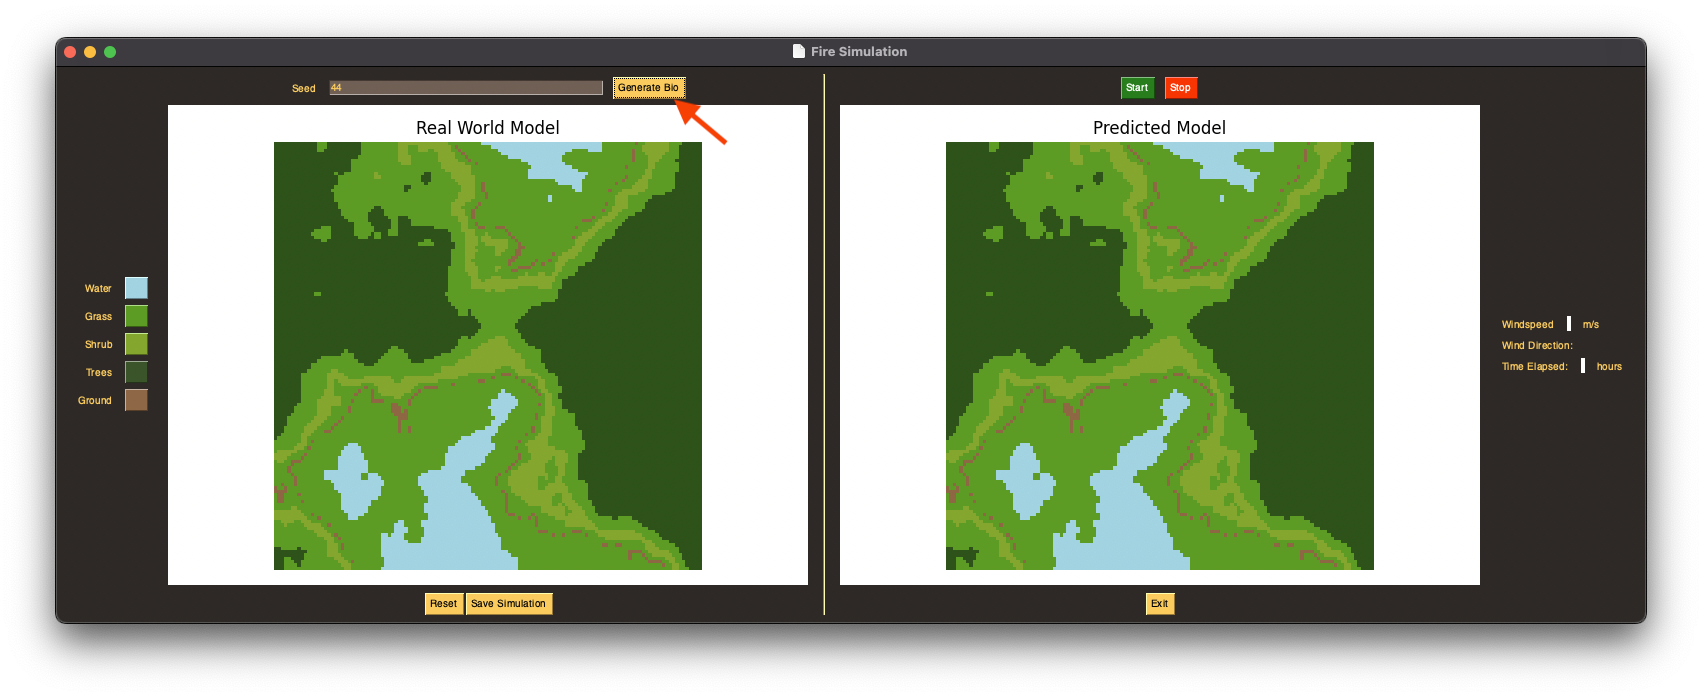 Fire Simulation
Seed 44 Generate Bio
Start Stop
Real World Model
Predicted Model
Water
Grass
Shrub
Trees
Ground
Windspeed m/s
Wind Direction:
Time Elapsed: hours
Reset Save Simulation
Exit